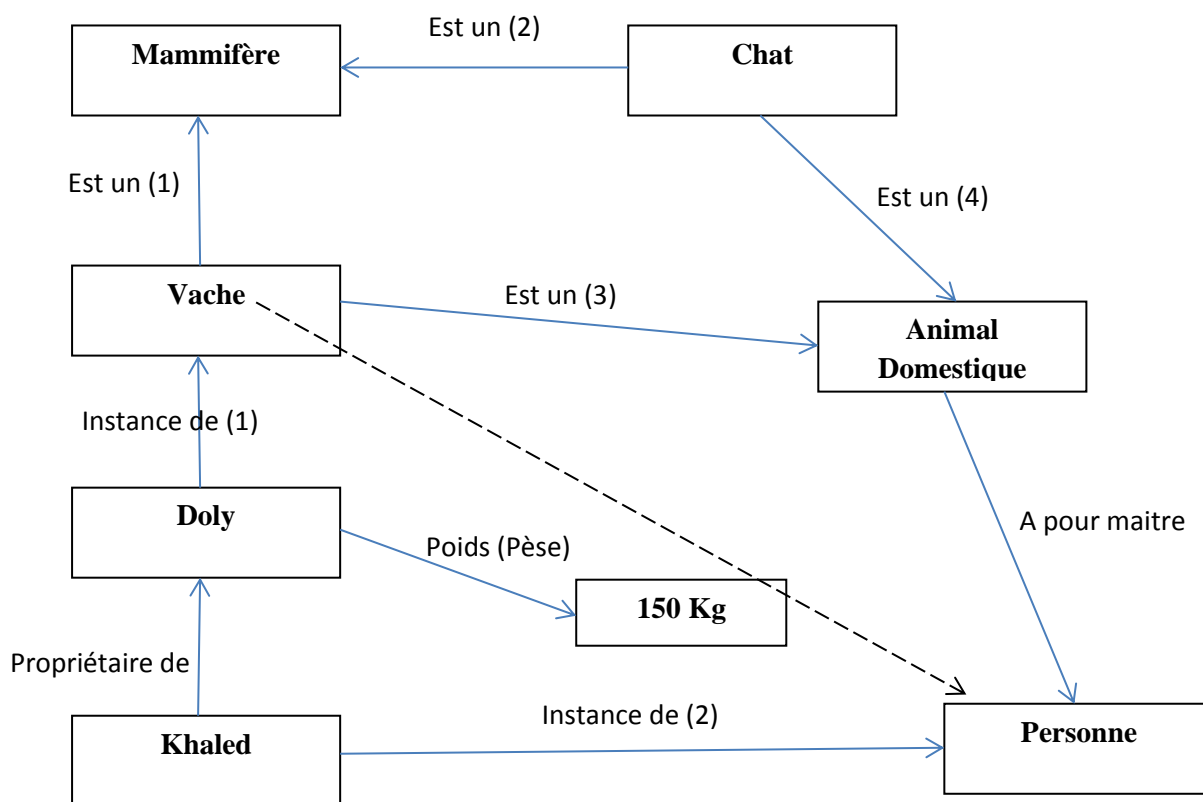 Est un (2)
Mammifère
Chat
Est un (1)
Est un (4)
Vache
Est un (3)
Animal
Domestique
Instance de (1)
Doly
A pour maitre
Poids (Pèse)
150 Kg
Propriétaire de
Instance de (2)
Khaled
Personne